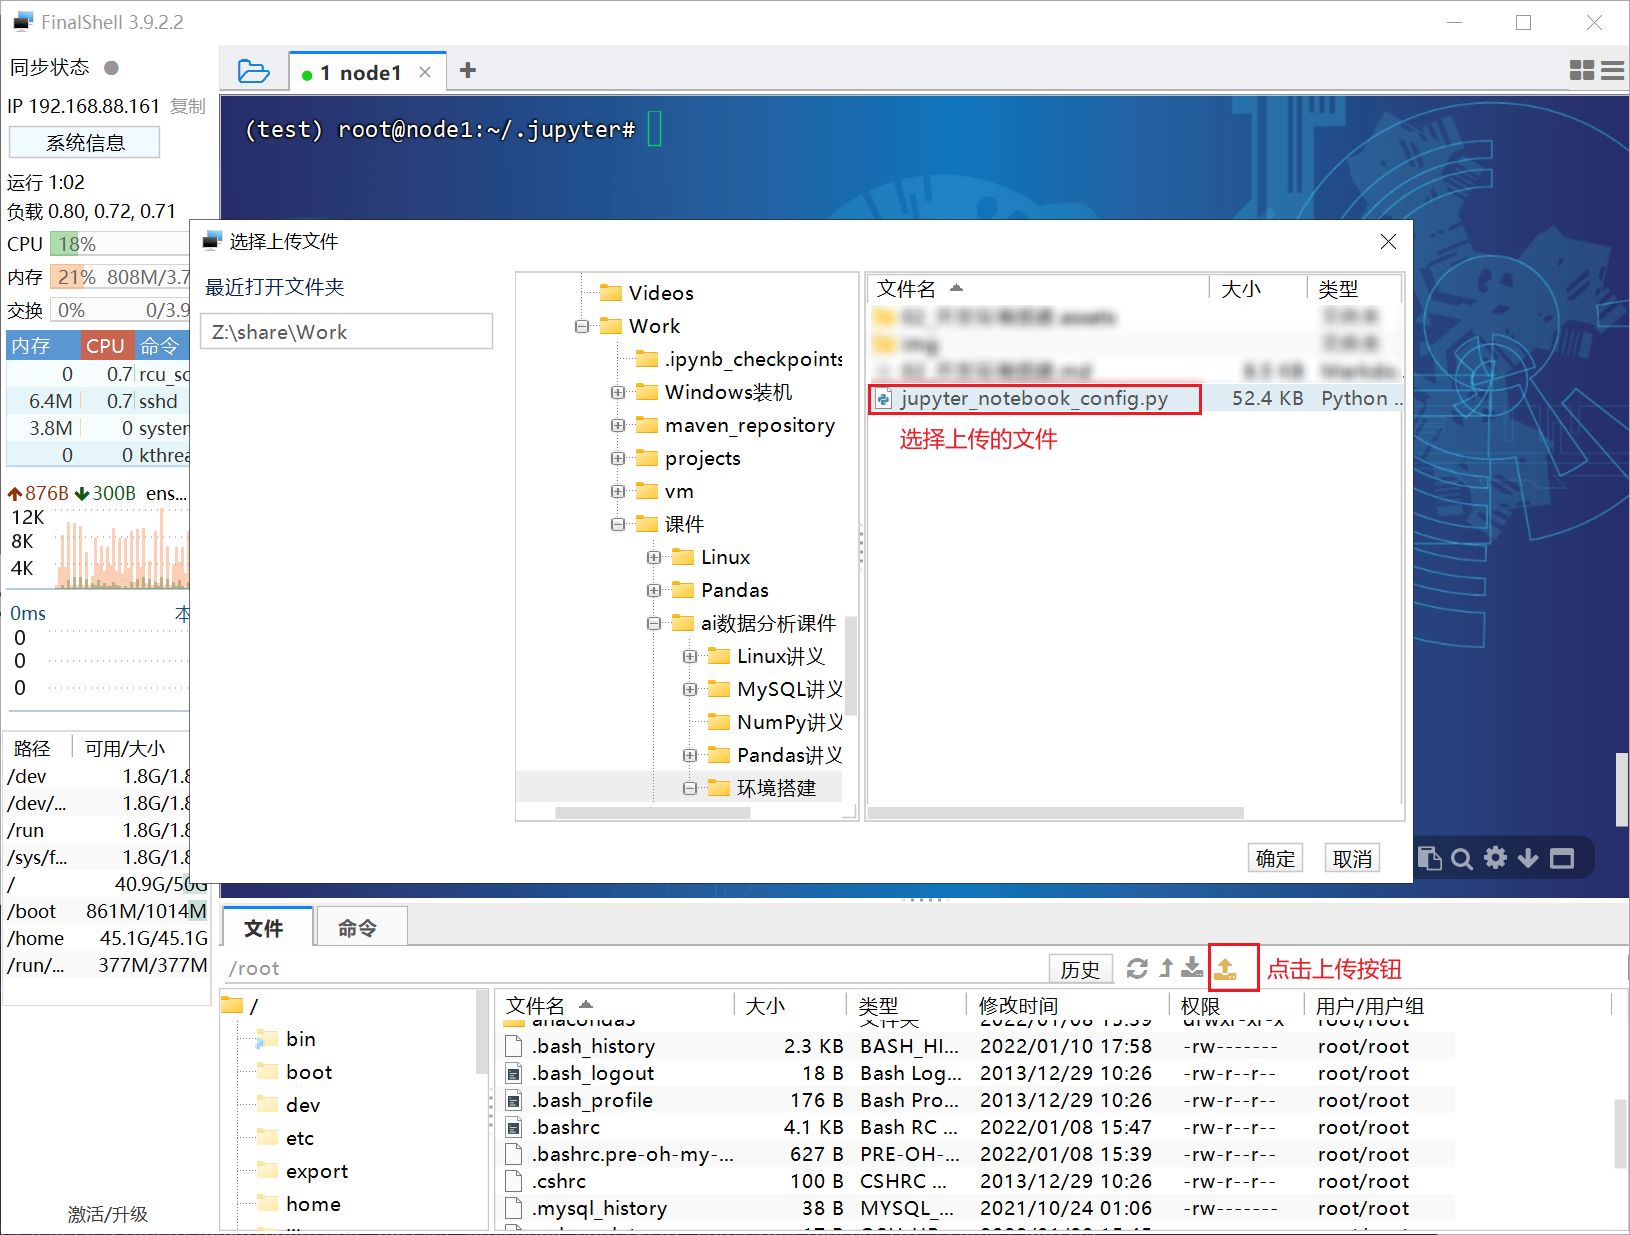 FinalShell 3.9.2.2
同步状态
IP 192.168.88.161 复制
系统信息
运行 1:02
负载 0.80, 0.72, 0.71
CPU 18%
内存 21% 808M/3.7
交换 0% 0/3.9
内存 CPU 命令
0 0.7 rcu_sc
6.4M 0.7 sshd
3.8M 0 system
0 0 kthrea
876B 300B ens...
12K
8K
4K
0ms 本
0
0
0
路径 可用/大小
/dev 1.8G/1.8
/dev/... 1.8G/1.8
/run 1.8G/1.8
/sys/f... 1.8G/1.8
/ 40.9G/50G
/boot 861M/1014M
/home 45.1G/45.1G
/run/... 377M/377M
激活/升级
1 node1
(test) root@node1:~/.jupyter#
选择上传文件
最近打开文件夹
Z:\share\Work
Videos
Work
.ipynb_checkpoints
Windows装机
maven_repository
projects
vm
课件
Linux
Pandas
ai数据分析课件
Linux讲义
MySQL讲义
NumPy讲义
Pandas讲义
环境搭建
文件名 大小 类型
jupyter_notebook_config.py 52.4 KB Python ..
选择上传的文件
确定 取消
文件 命令
/root 历史 点击上传按钮
/
bin
boot
dev
etc
export
home
文件名 大小 类型 修改时间 权限 用户/用户组
anaconda3 文件夹 2022/01/08 15:39 drwxr-xr-x root/root
.bash_history 2.3 KB BASH_HI... 2022/01/10 17:58 -rw------- root/root
.bash_logout 18 B Bash Log... 2013/12/29 10:26 -rw-r--r-- root/root
.bash_profile 176 B Bash Pro... 2013/12/29 10:26 -rw-r--r-- root/root
.bashrc 4.1 KB Bash RC ... 2022/01/08 15:47 -rw-r--r-- root/root
.bashrc.pre-oh-my-... 627 B PRE-OH-... 2022/01/08 15:39 -rw-r--r-- root/root
.cshrc 100 B CSHRC ... 2013/12/29 10:26 -rw-r--r-- root/root
.mysql_history 38 B MYSQL_... 2021/10/24 01:06 -rw------- root/root